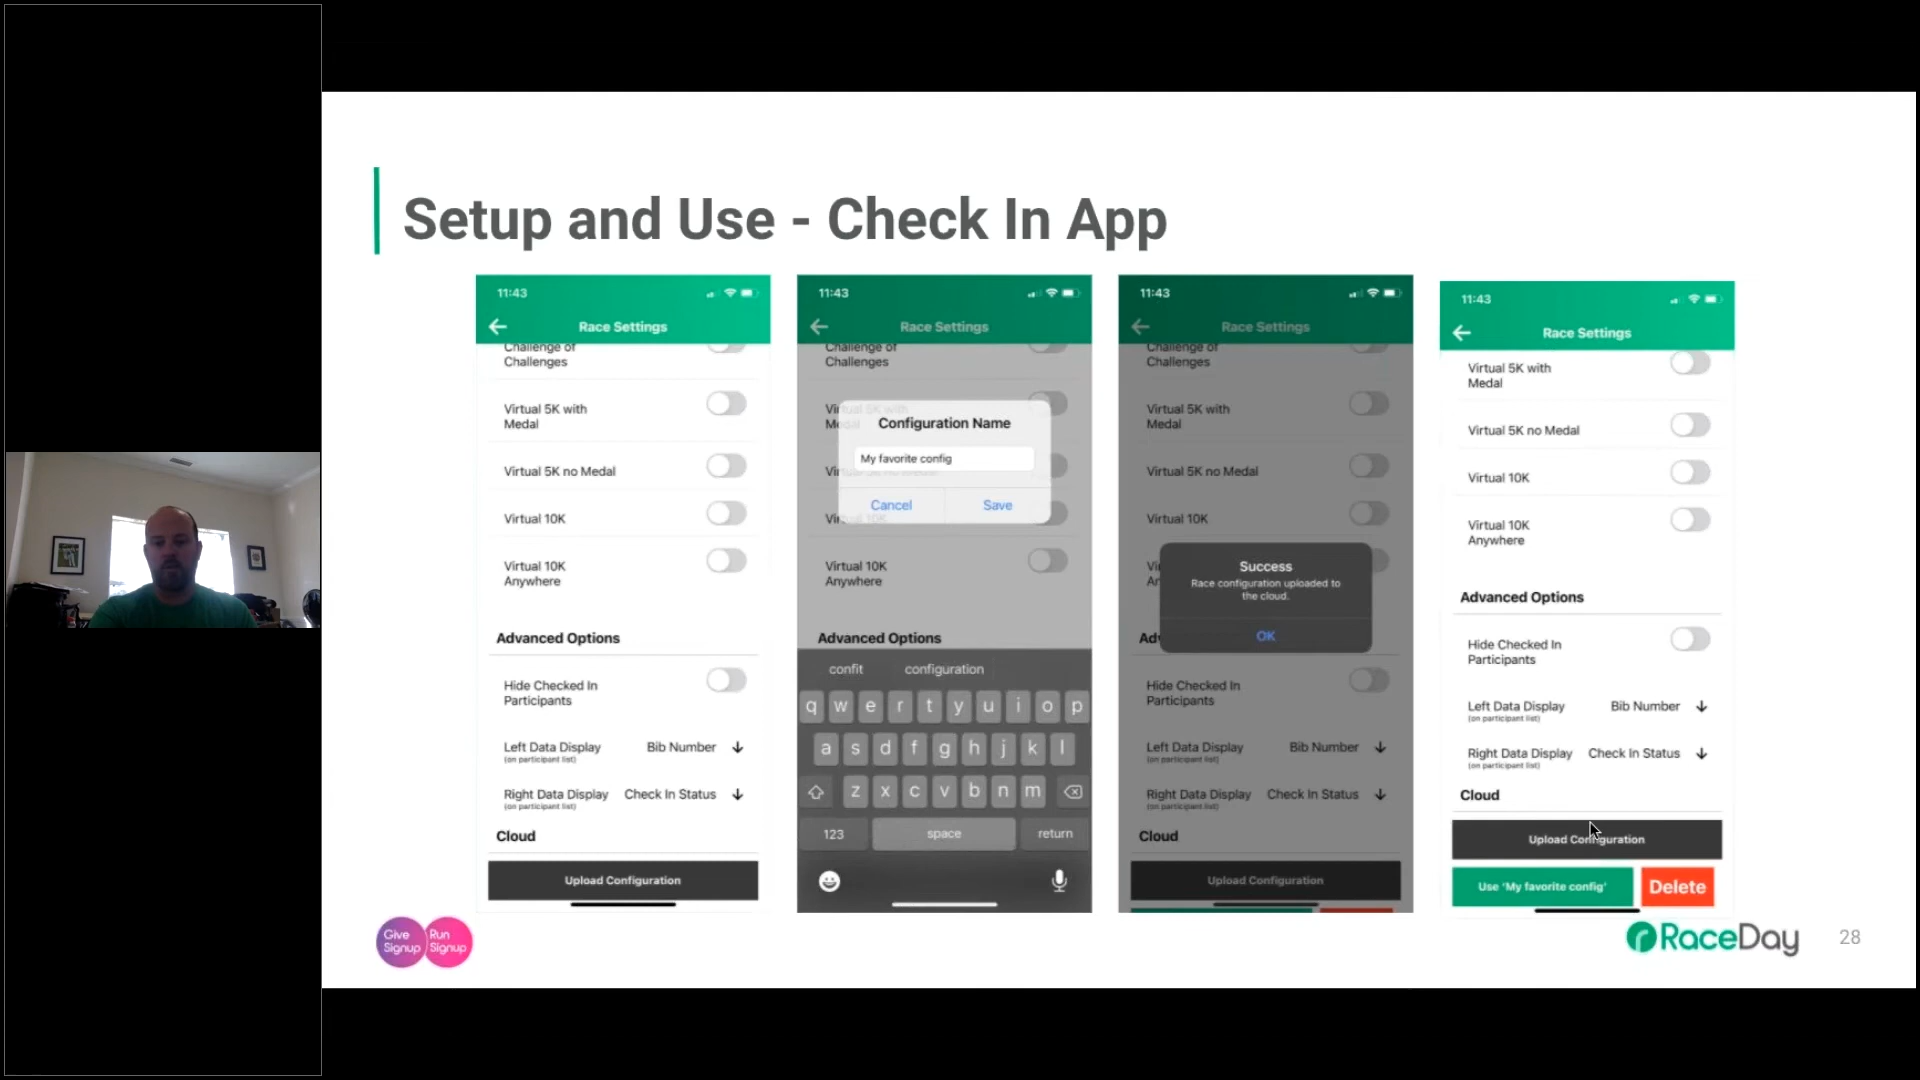 Setup and Use - Check In App
11:43
Race Settings
Challenge of
Challenges
Virtual 5K with
Medal
Virtual 5K no Medal
Virtual 10K
Virtual 10K
Anywhere
Advanced Options
Hide Checked In
Participants
Left Data Display
(on participant list)
Bib Number
Right Data Display
(on participant list)
Check In Status
Cloud
Upload Configuration
11:43
Race Settings
Challenge of
Challenges
Configuration Name
My favorite config
Cancel
Save
Virtual 10K
Anywhere
Advanced Options
confit configuration
q w e r t y u i o p
a s d f g h j k l
z x c v b n m
123 space return
11:43
Race Settings
Challenge of
Challenges
Virtual 5K with
Medal
Virtual 5K no Medal
Virtual 10K
Success
Race configuration uploaded to
the cloud.
OK
Hide Checked In
Participants
Left Data Display
(on participant list)
Bib Number
Right Data Display
(on participant list)
Check In Status
Cloud
Upload Configuration
11:43
Race Settings
Virtual 5K with
Medal
Virtual 5K no Medal
Virtual 10K
Virtual 10K
Anywhere
Advanced Options
Hide Checked In
Participants
Left Data Display
(on participant list)
Bib Number
Right Data Display
(on participant list)
Check In Status
Cloud
Upload Configuration
Use 'My favorite config'
Delete
Give
Signup
Run
Signup
RaceDay
28